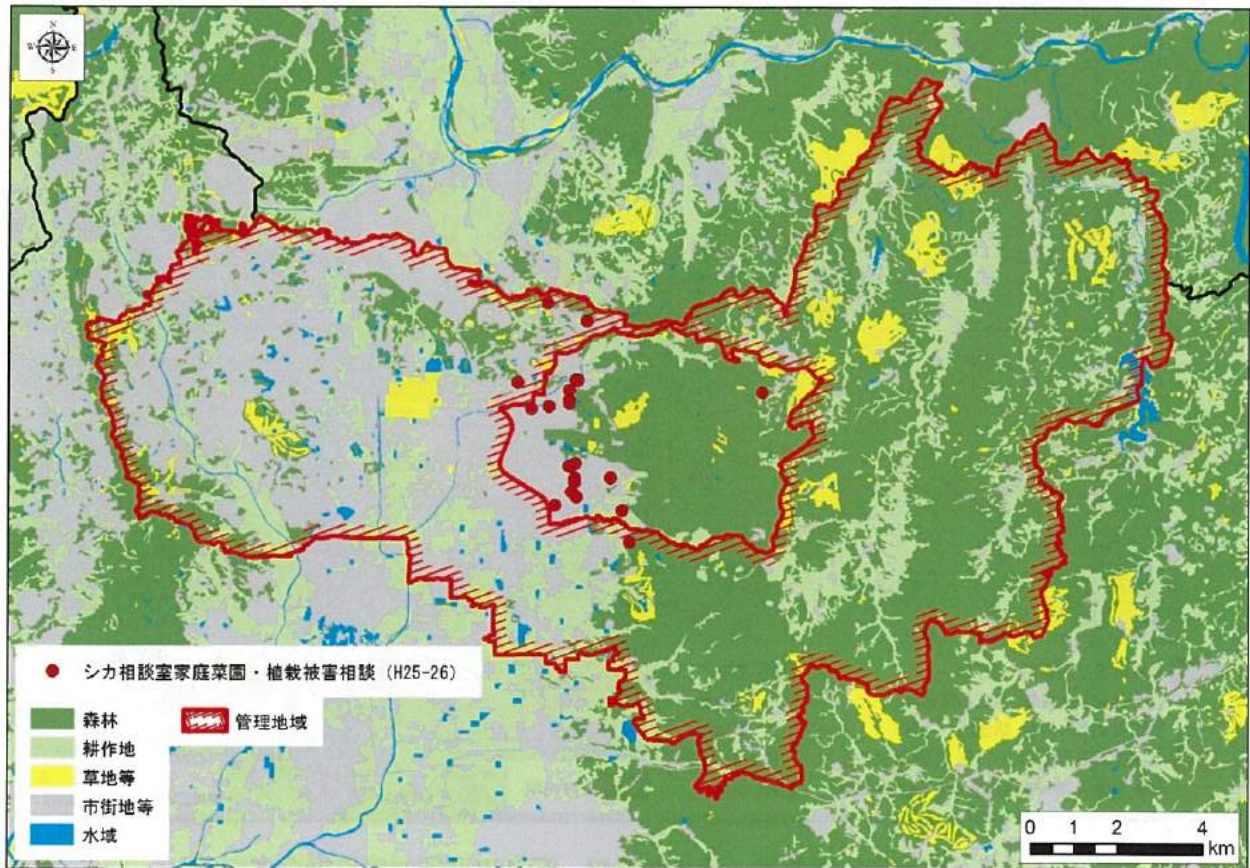 N
W E
S
シカ相談室家庭菜園・植栽被害相談 (H25-26)
森林
管理地域
耕作地
草地等
市街地等
水域
0 1 2 4
km